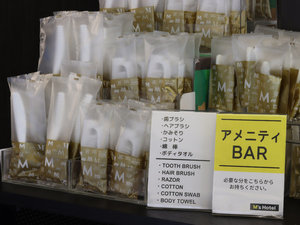 M's Hotel
・歯ブラシ
・ヘアブラシ
・かみそり
・コットン
・綿棒
・ボディタオル
・TOOTH BRUSH
・HAIR BRUSH
・RAZOR
・COTTON
・COTTON SWAB
・BODY TOWEL
アメニティ
BAR
必要な分をこちらから
お持ちください。
M's Hotel